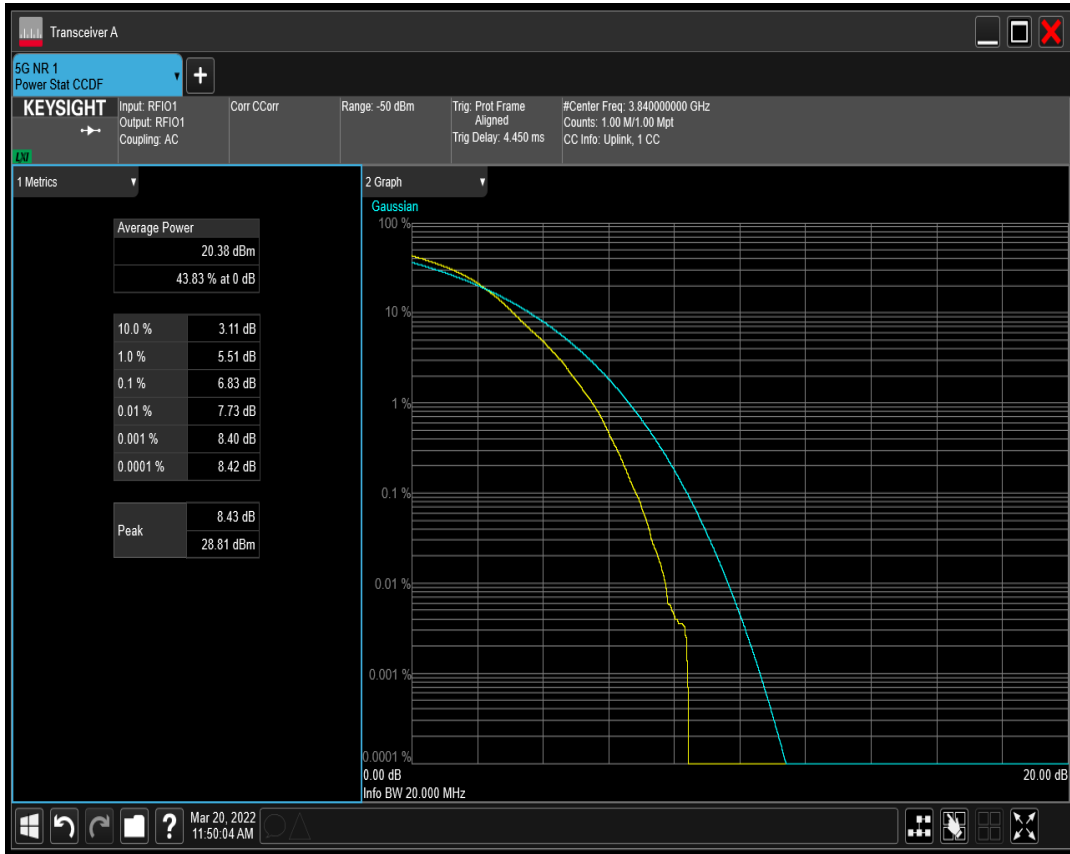 Transceiver A
5G NR 1
Power Stat CCDF
+
KEYSIGHT
LXI
Input: RFIO1
Output: RFIO1
Coupling: AC
Corr CCorr
Range: -50 dBm
Trig: Prot Frame
Aligned
Trig Delay: 4.450 ms
#Center Freq: 3.840000000 GHz
Counts: 1.00 M/1.00 Mpt
CC Info: Uplink, 1 CC
1 Metrics
Average Power
20.38 dBm
43.83 % at 0 dB
10.0 % 3.11 dB
1.0 % 5.51 dB
0.1 % 6.83 dB
0.01 % 7.73 dB
0.001 % 8.40 dB
0.0001 % 8.42 dB
Peak
8.43 dB
28.81 dBm
2 Graph
Gaussian
100 %
10 %
1 %
0.1 %
0.01 %
0.001 %
0.0001 %
0.00 dB 20.00 dB
Info BW 20.000 MHz
?
Mar 20, 2022
11:50:04 AM